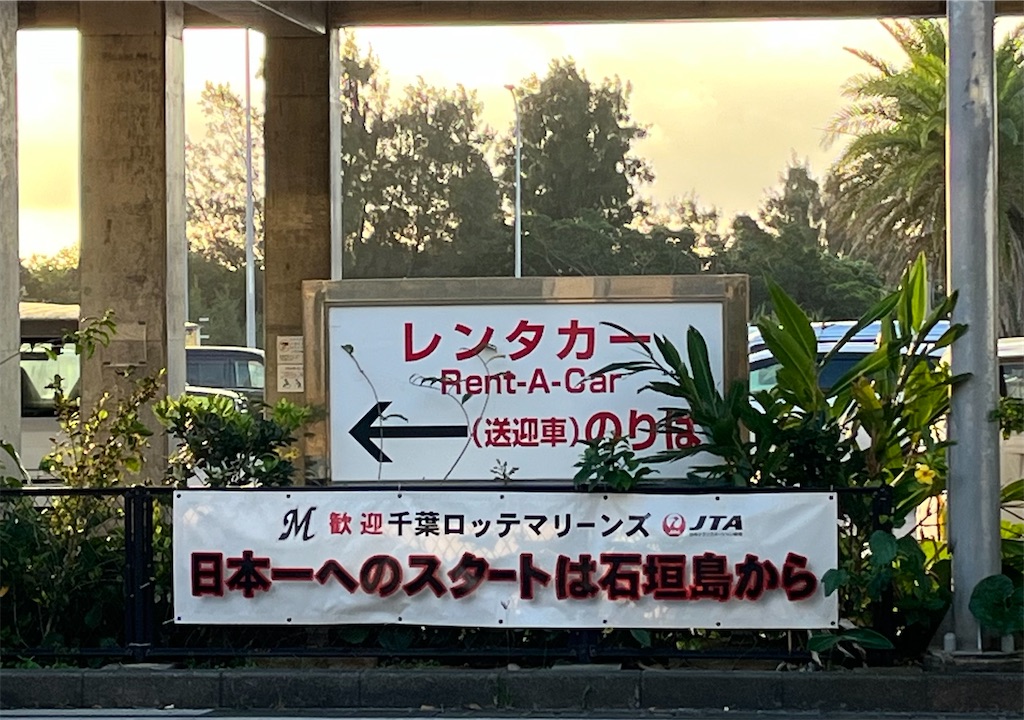 レンタカー
Rent-A-Car
(送迎車)のりば
M 歓迎 千葉ロッテマリーンズ JTA
日本一へのスタートは石垣島から